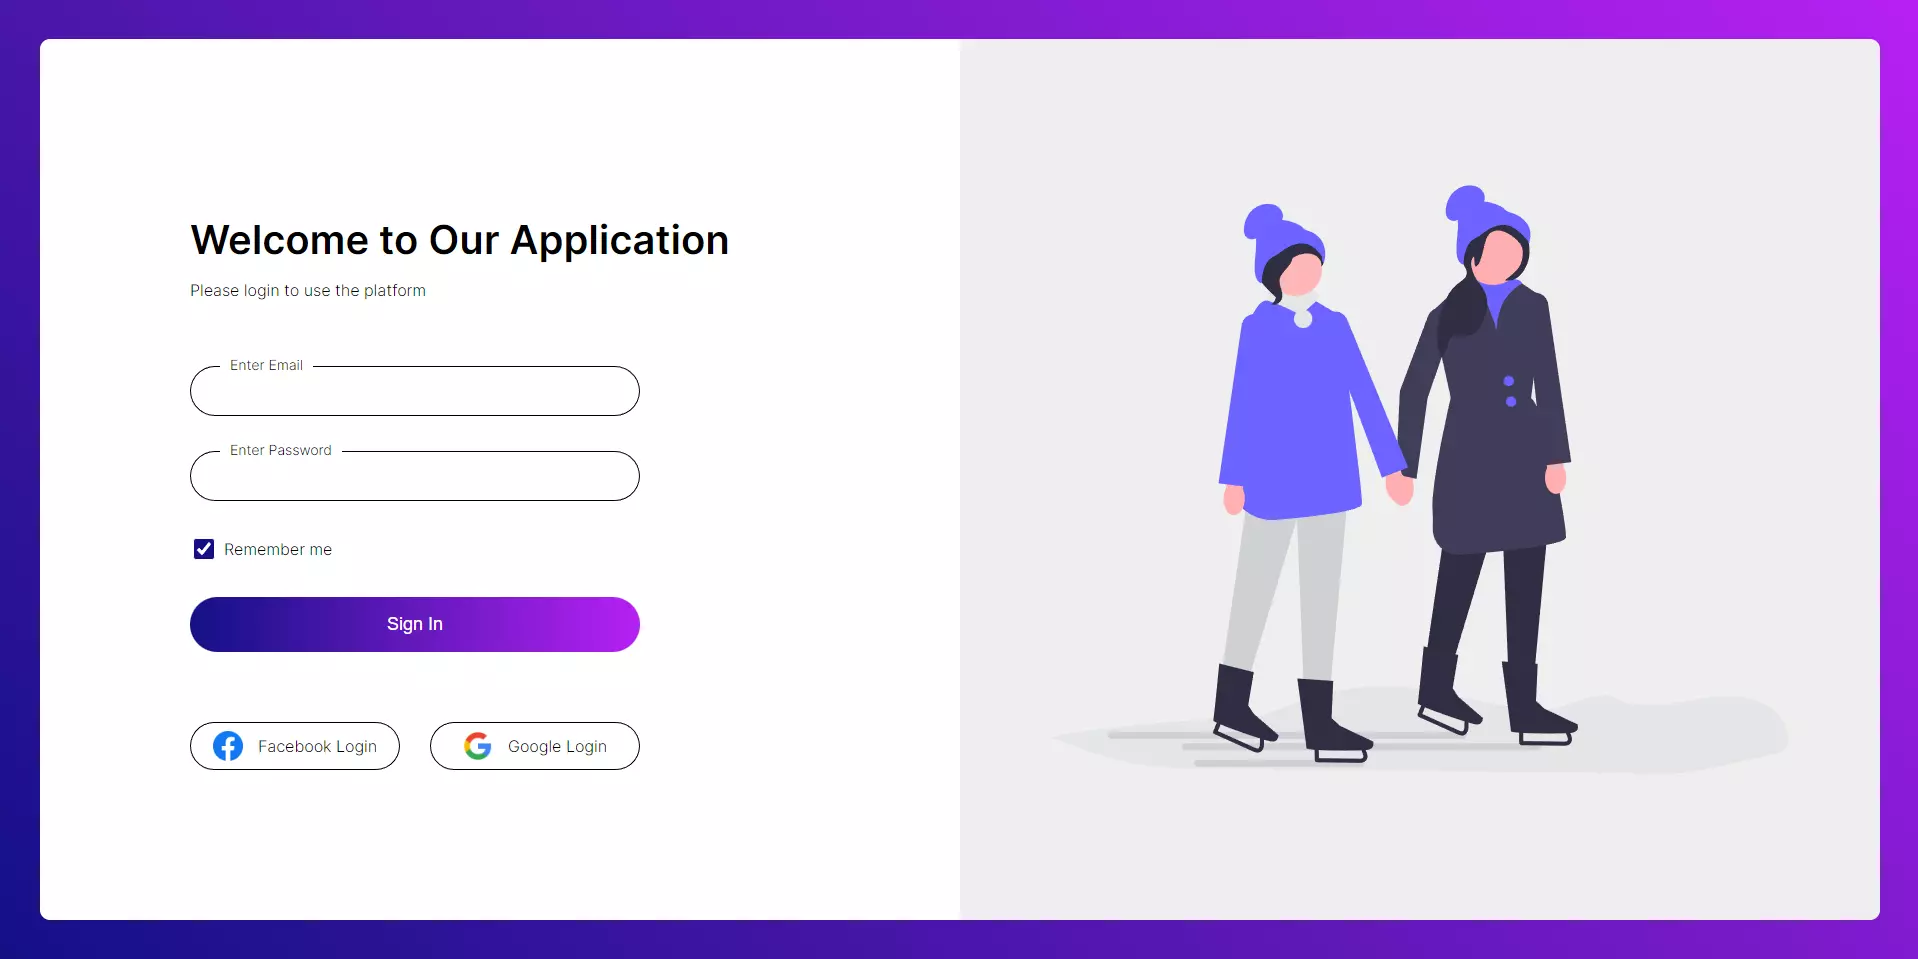 Welcome to Our Application
Please login to use the platform
Enter Email
Enter Password
Remember me
Sign In
Facebook Login
Google Login